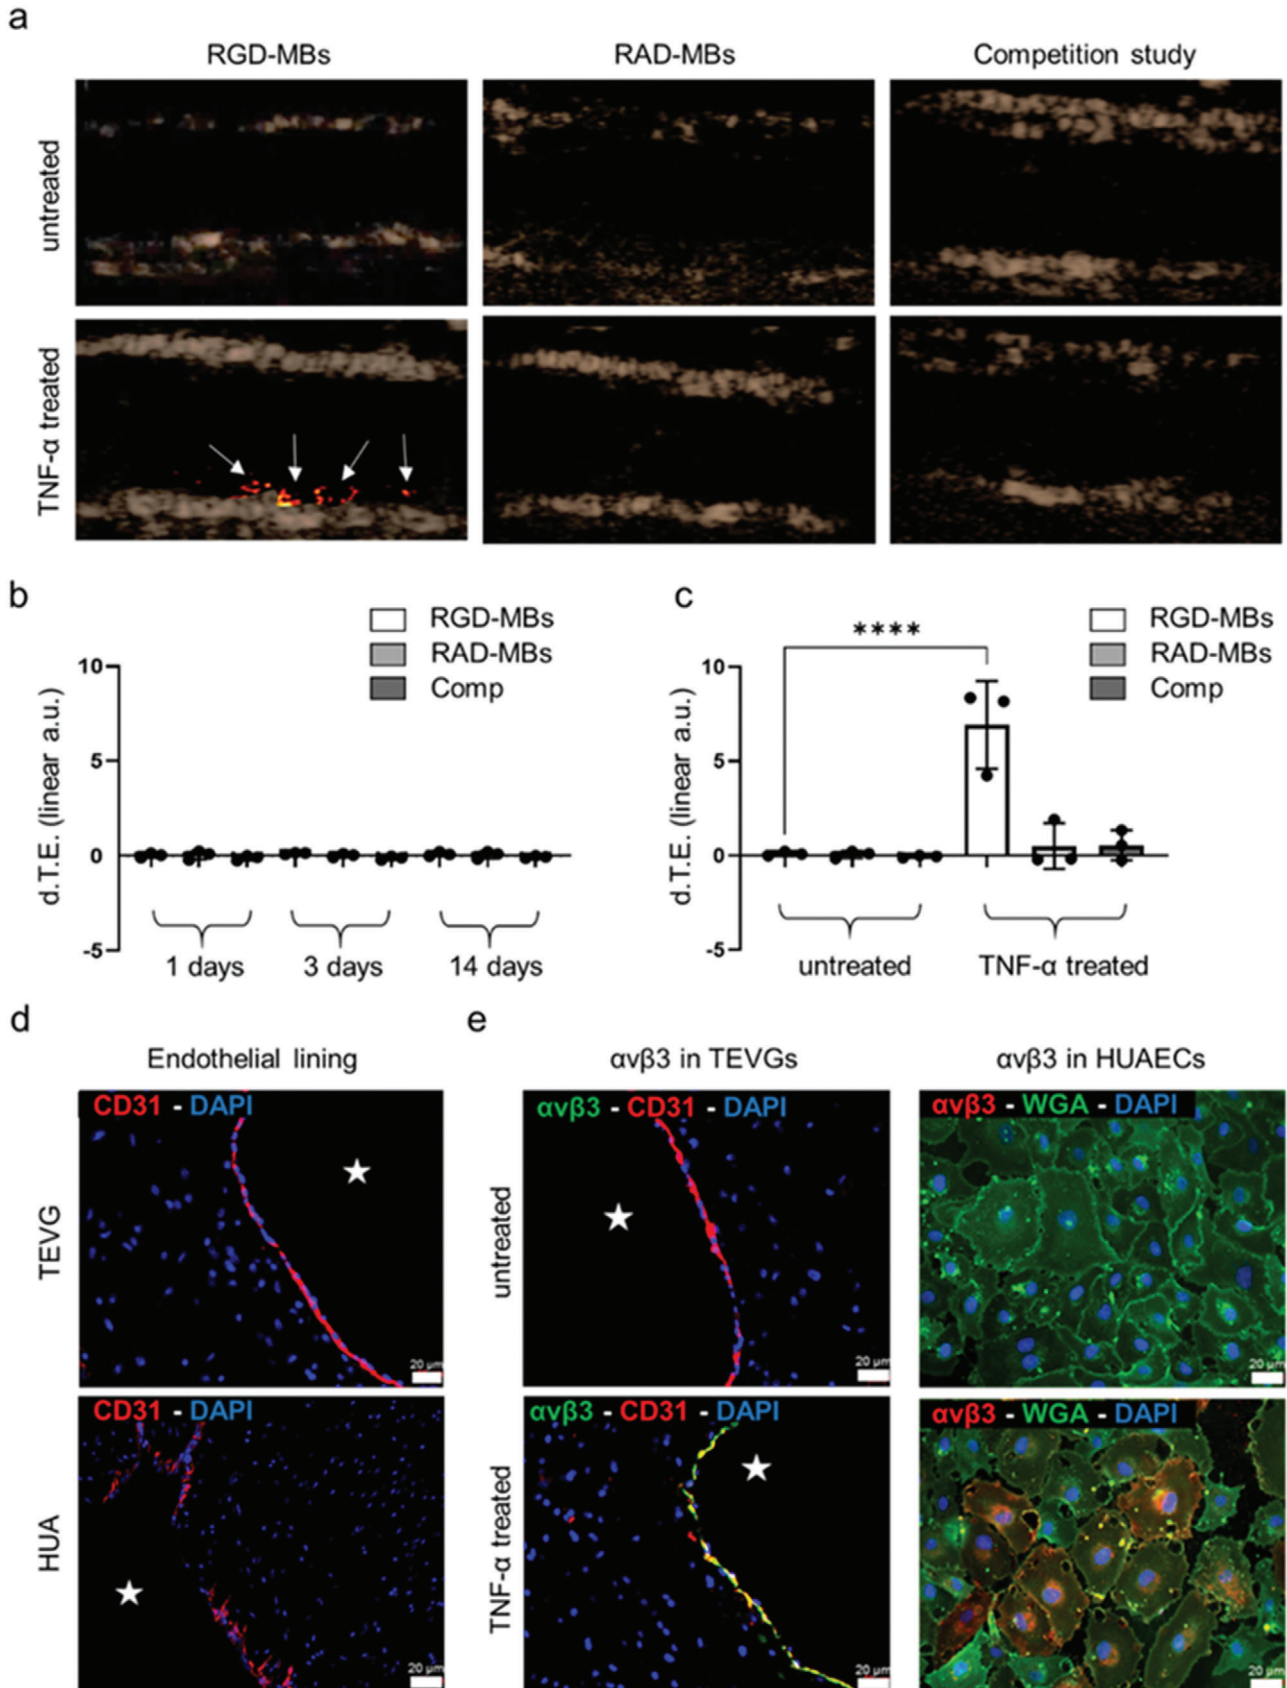 a
RGD-MBs
RAD-MBs
Competition study
untreated
TNF-α treated
b
RGD-MBs
RAD-MBs
Comp
d.T.E. (linear a.u.)
10
5
0
-5
1 days
3 days
14 days
c
RGD-MBs
RAD-MBs
Comp
****
d.T.E. (linear a.u.)
10
5
0
-5
untreated
TNF-α treated
d
Endothelial lining
TEVG
CD31 - DAPI
20 µm
HUA
CD31 - DAPI
20 µm
e
αvβ3 in TEVGs
αvβ3 in HUAECs
untreated
αvβ3 - CD31 - DAPI
20 µm
αvβ3 - WGA - DAPI
20 µm
TNF-α treated
αvβ3 - CD31 - DAPI
20 µm
αvβ3 - WGA - DAPI
20 µm